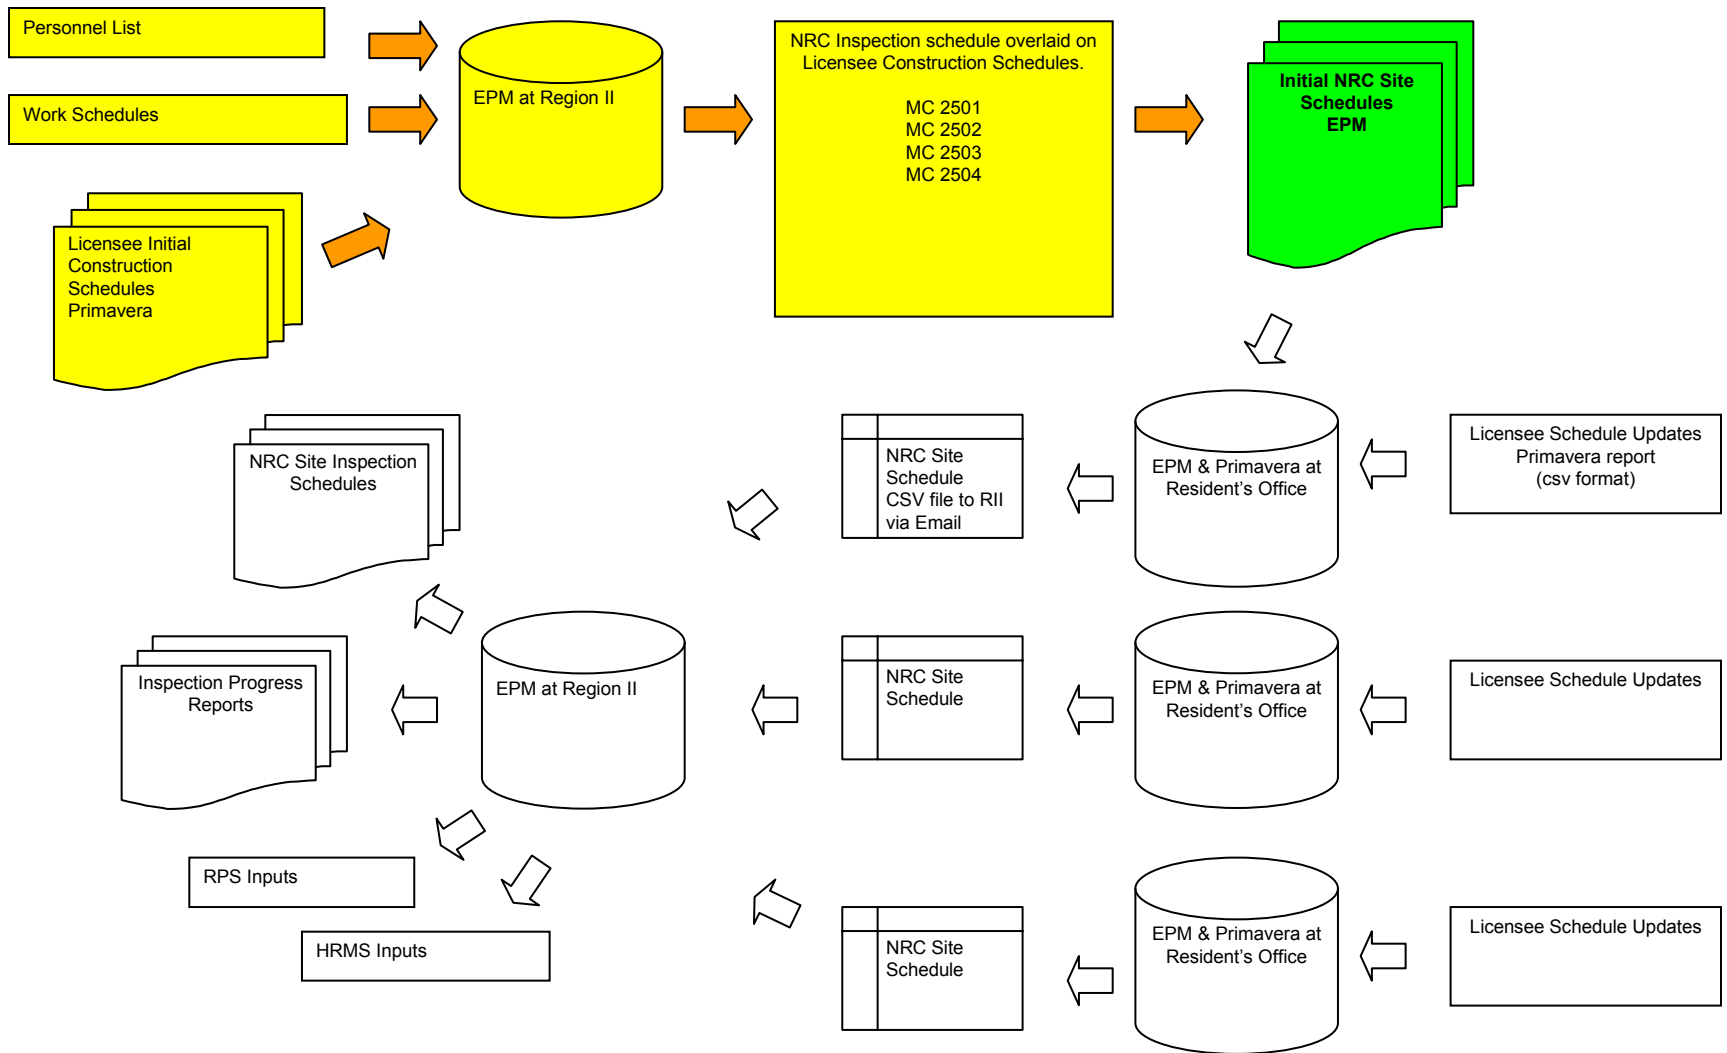 Personnel List
Work Schedules
Licensee Initial
Construction
Schedules
Primavera
EPM at Region II
NRC Inspection schedule overlaid on
Licensee Construction Schedules.
MC 2501
MC 2502
MC 2503
MC 2504
Initial NRC Site
Schedules
EPM
Licensee Schedule Updates
Primavera report
(csv format)
EPM & Primavera at
Resident’s Office
NRC Site
Schedule
CSV file to RII
via Email
NRC Site Inspection
Schedules
Licensee Schedule Updates
EPM & Primavera at
Resident’s Office
NRC Site
Schedule
EPM at Region II
Inspection Progress
Reports
RPS Inputs
HRMS Inputs
Licensee Schedule Updates
EPM & Primavera at
Resident’s Office
NRC Site
Schedule